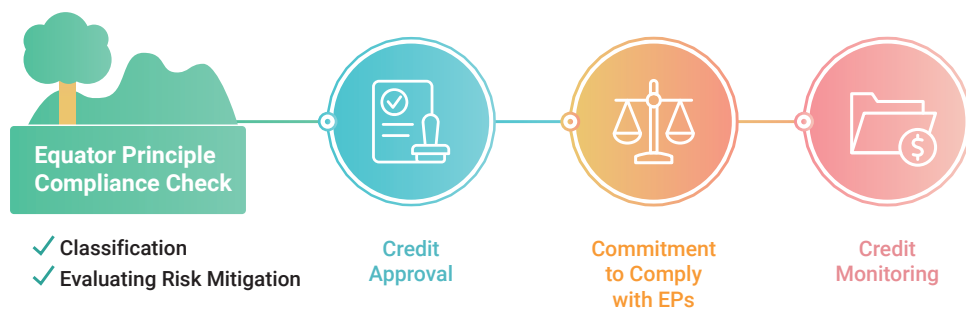 Equator Principle
Compliance Check
Classification
Evaluating Risk Mitigation
Credit
Approval
Commitment
to Comply
with EPs
$
Credit
Monitoring